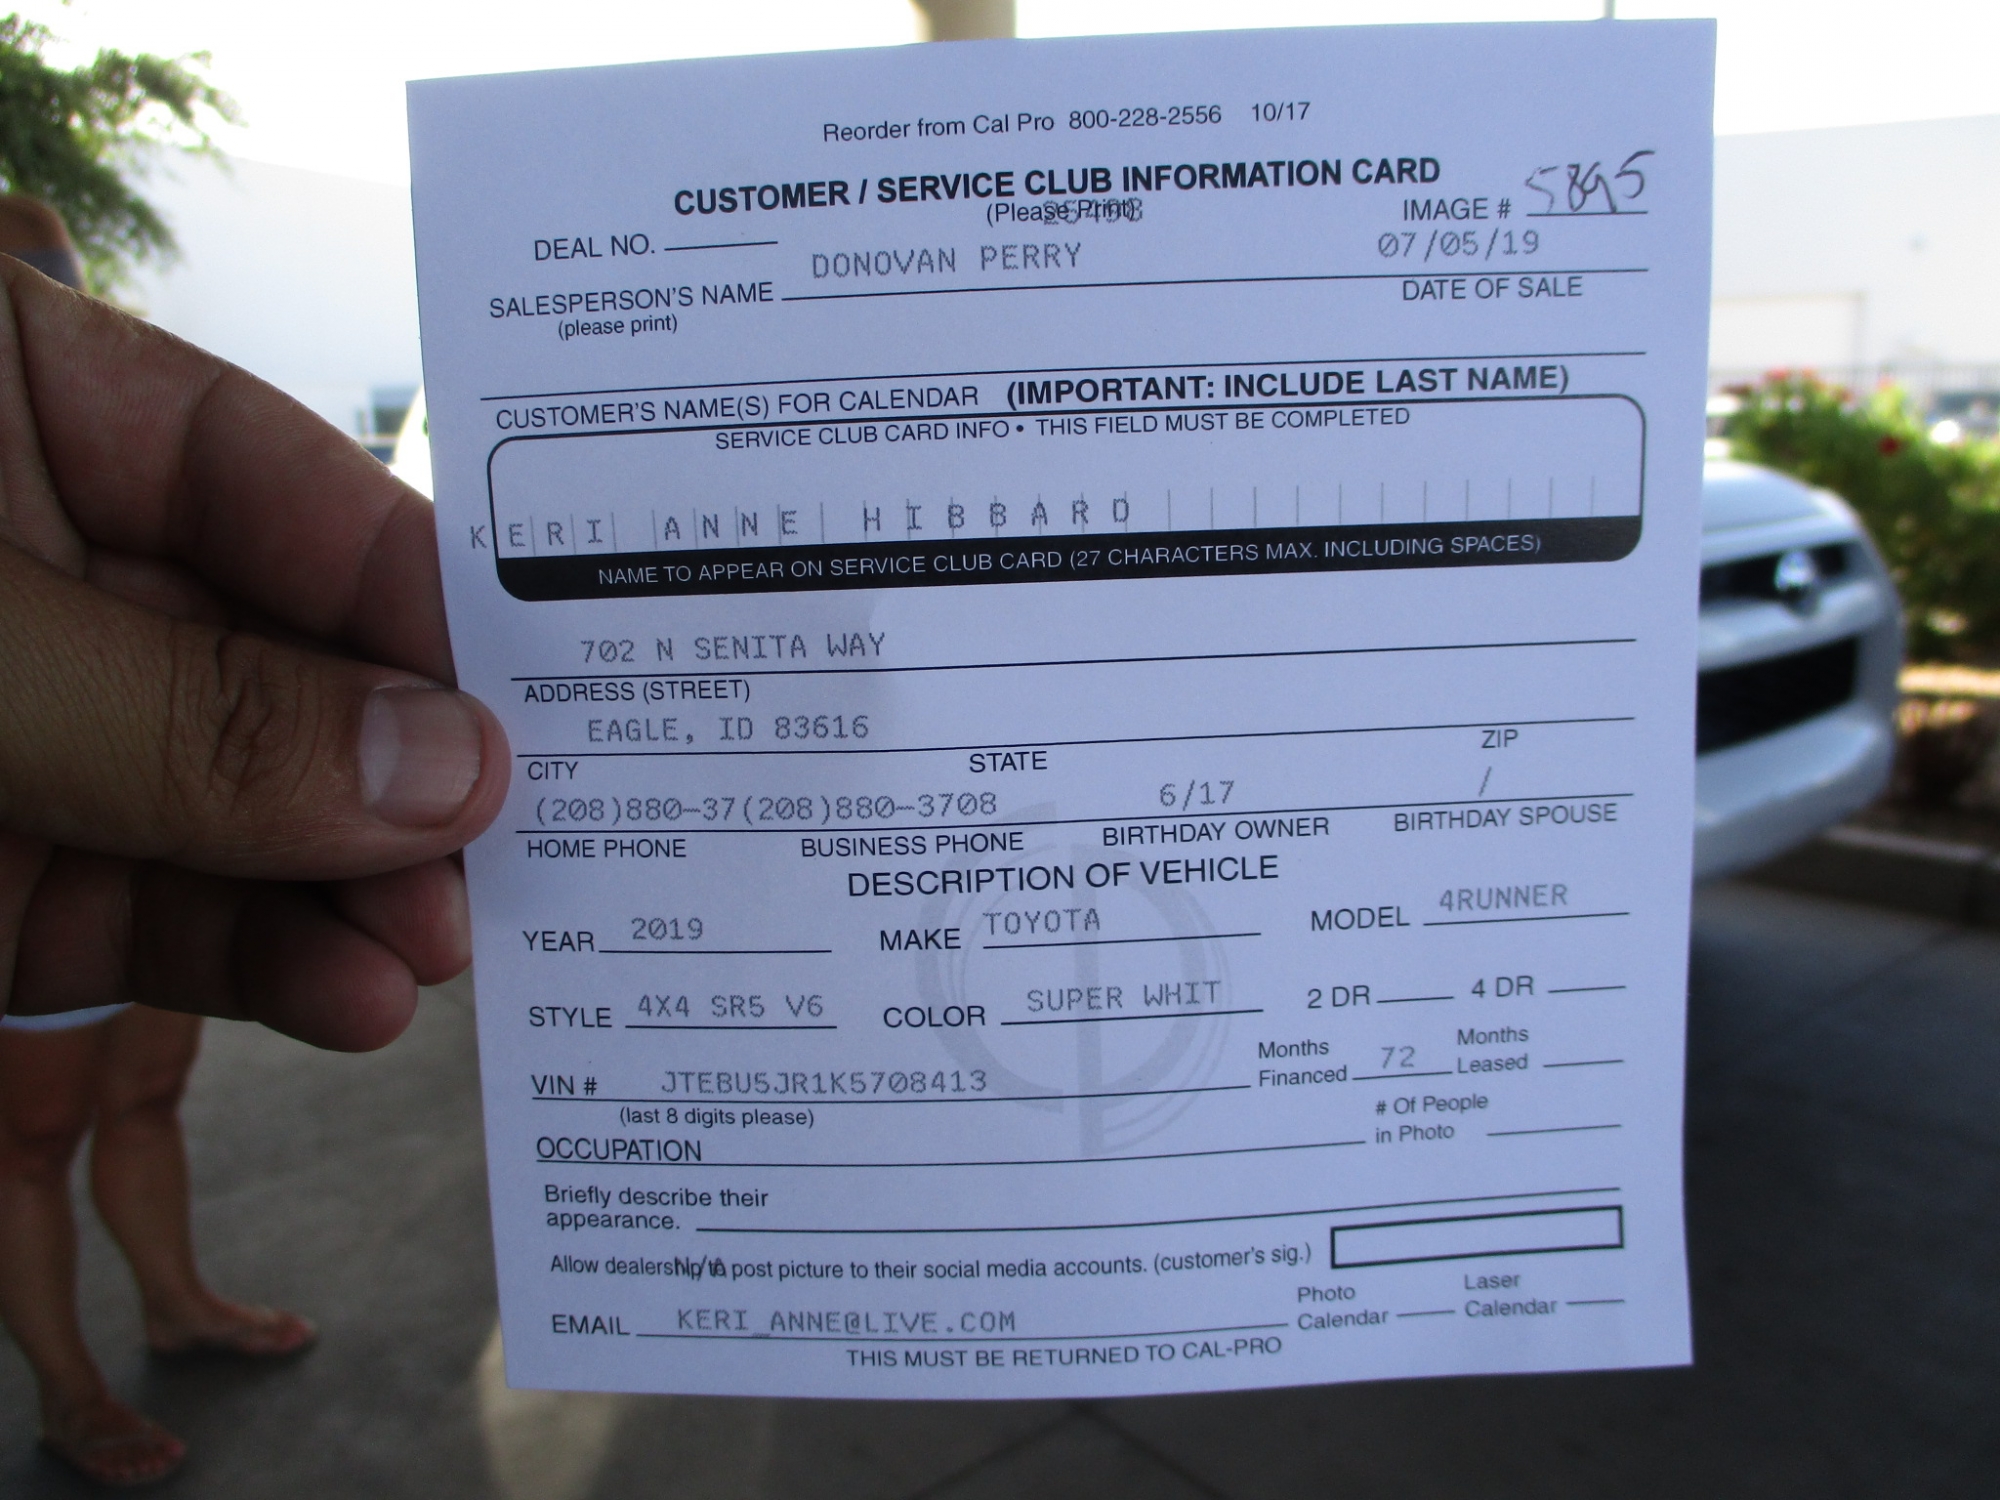 Reorder from Cal Pro 800-228-2556 10/17
CUSTOMER / SERVICE CLUB INFORMATION CARD
(Please Print)
IMAGE # 5895
DEAL NO.
DONOVAN PERRY 07/05/19
SALESPERSON'S NAME DATE OF SALE
(please print)
CUSTOMER'S NAME(S) FOR CALENDAR (IMPORTANT: INCLUDE LAST NAME)
SERVICE CLUB CARD INFO • THIS FIELD MUST BE COMPLETED
KERI ANNE HIBBARD
NAME TO APPEAR ON SERVICE CLUB CARD (27 CHARACTERS MAX. INCLUDING SPACES)
702 N SENITA WAY
ADDRESS (STREET)
EAGLE, ID 83616
CITY STATE ZIP
(208)880-37(208)880-3708 6/17 /
HOME PHONE BUSINESS PHONE BIRTHDAY OWNER BIRTHDAY SPOUSE
DESCRIPTION OF VEHICLE
YEAR 2019 MAKE TOYOTA MODEL 4RUNNER
STYLE 4X4 SR5 V6 COLOR SUPER WHIT 2 DR 4 DR
VIN # JTEBU5JR1K5708413 Months Financed 72 Months Leased
(last 8 digits please)
OCCUPATION # Of People in Photo
Briefly describe their
appearance.
Allow dealership to post picture to their social media accounts. (customer's sig.)
N/A
EMAIL KERI_ANNE@LIVE.COM Photo Calendar Laser Calendar
THIS MUST BE RETURNED TO CAL-PRO